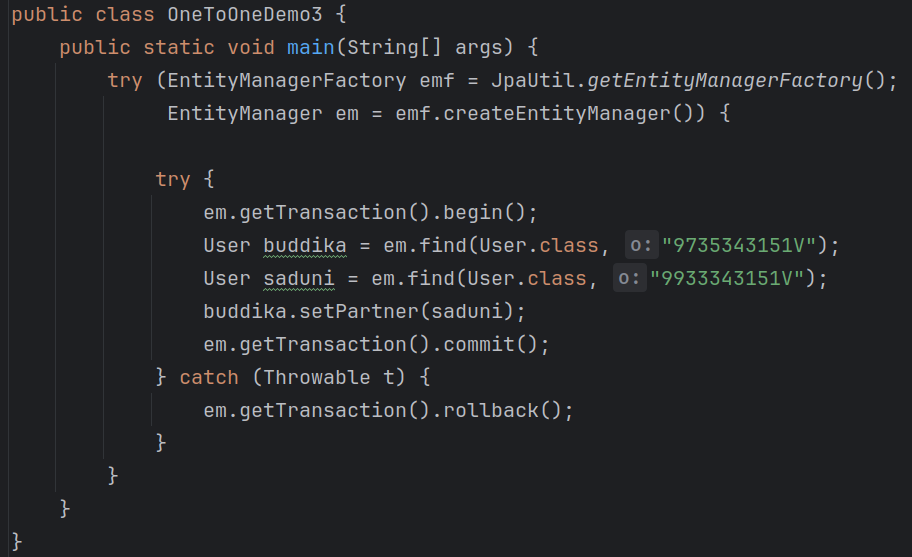 public class OneToOneDemo3 {
    public static void main(String[] args) {
        try (EntityManagerFactory emf = JpaUtil.getEntityManagerFactory();
             EntityManager em = emf.createEntityManager()) {

            try {
                em.getTransaction().begin();
                User buddika = em.find(User.class, o: "9735343151V");
                User saduni = em.find(User.class, o: "9933343151V");
                buddika.setPartner(saduni);
                em.getTransaction().commit();
            } catch (Throwable t) {
                em.getTransaction().rollback();
            }
        }
    }
}